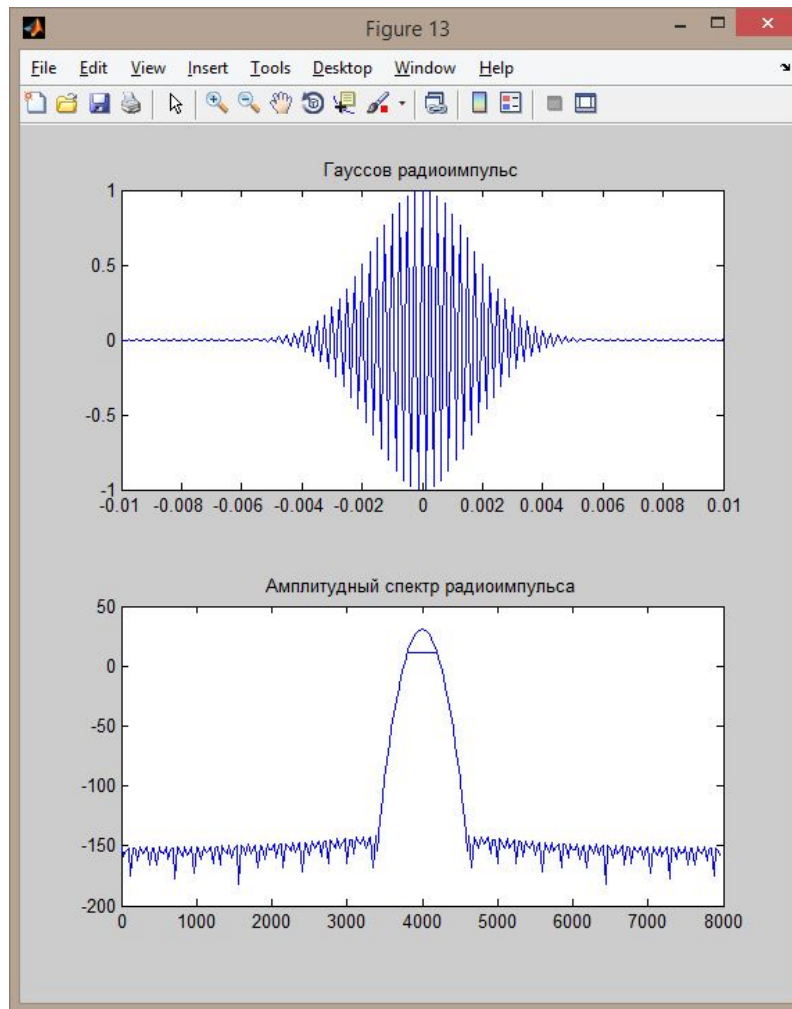 Figure 13
File Edit View Insert Tools Desktop Window Help
Гауссов радиоимпульс
1
0.5
0
-0.5
-1
-0.01 -0.008 -0.006 -0.004 -0.002 0 0.002 0.004 0.006 0.008 0.01
Амплитудный спектр радиоимпульса
50
0
-50
-100
-150
-200
0 1000 2000 3000 4000 5000 6000 7000 8000